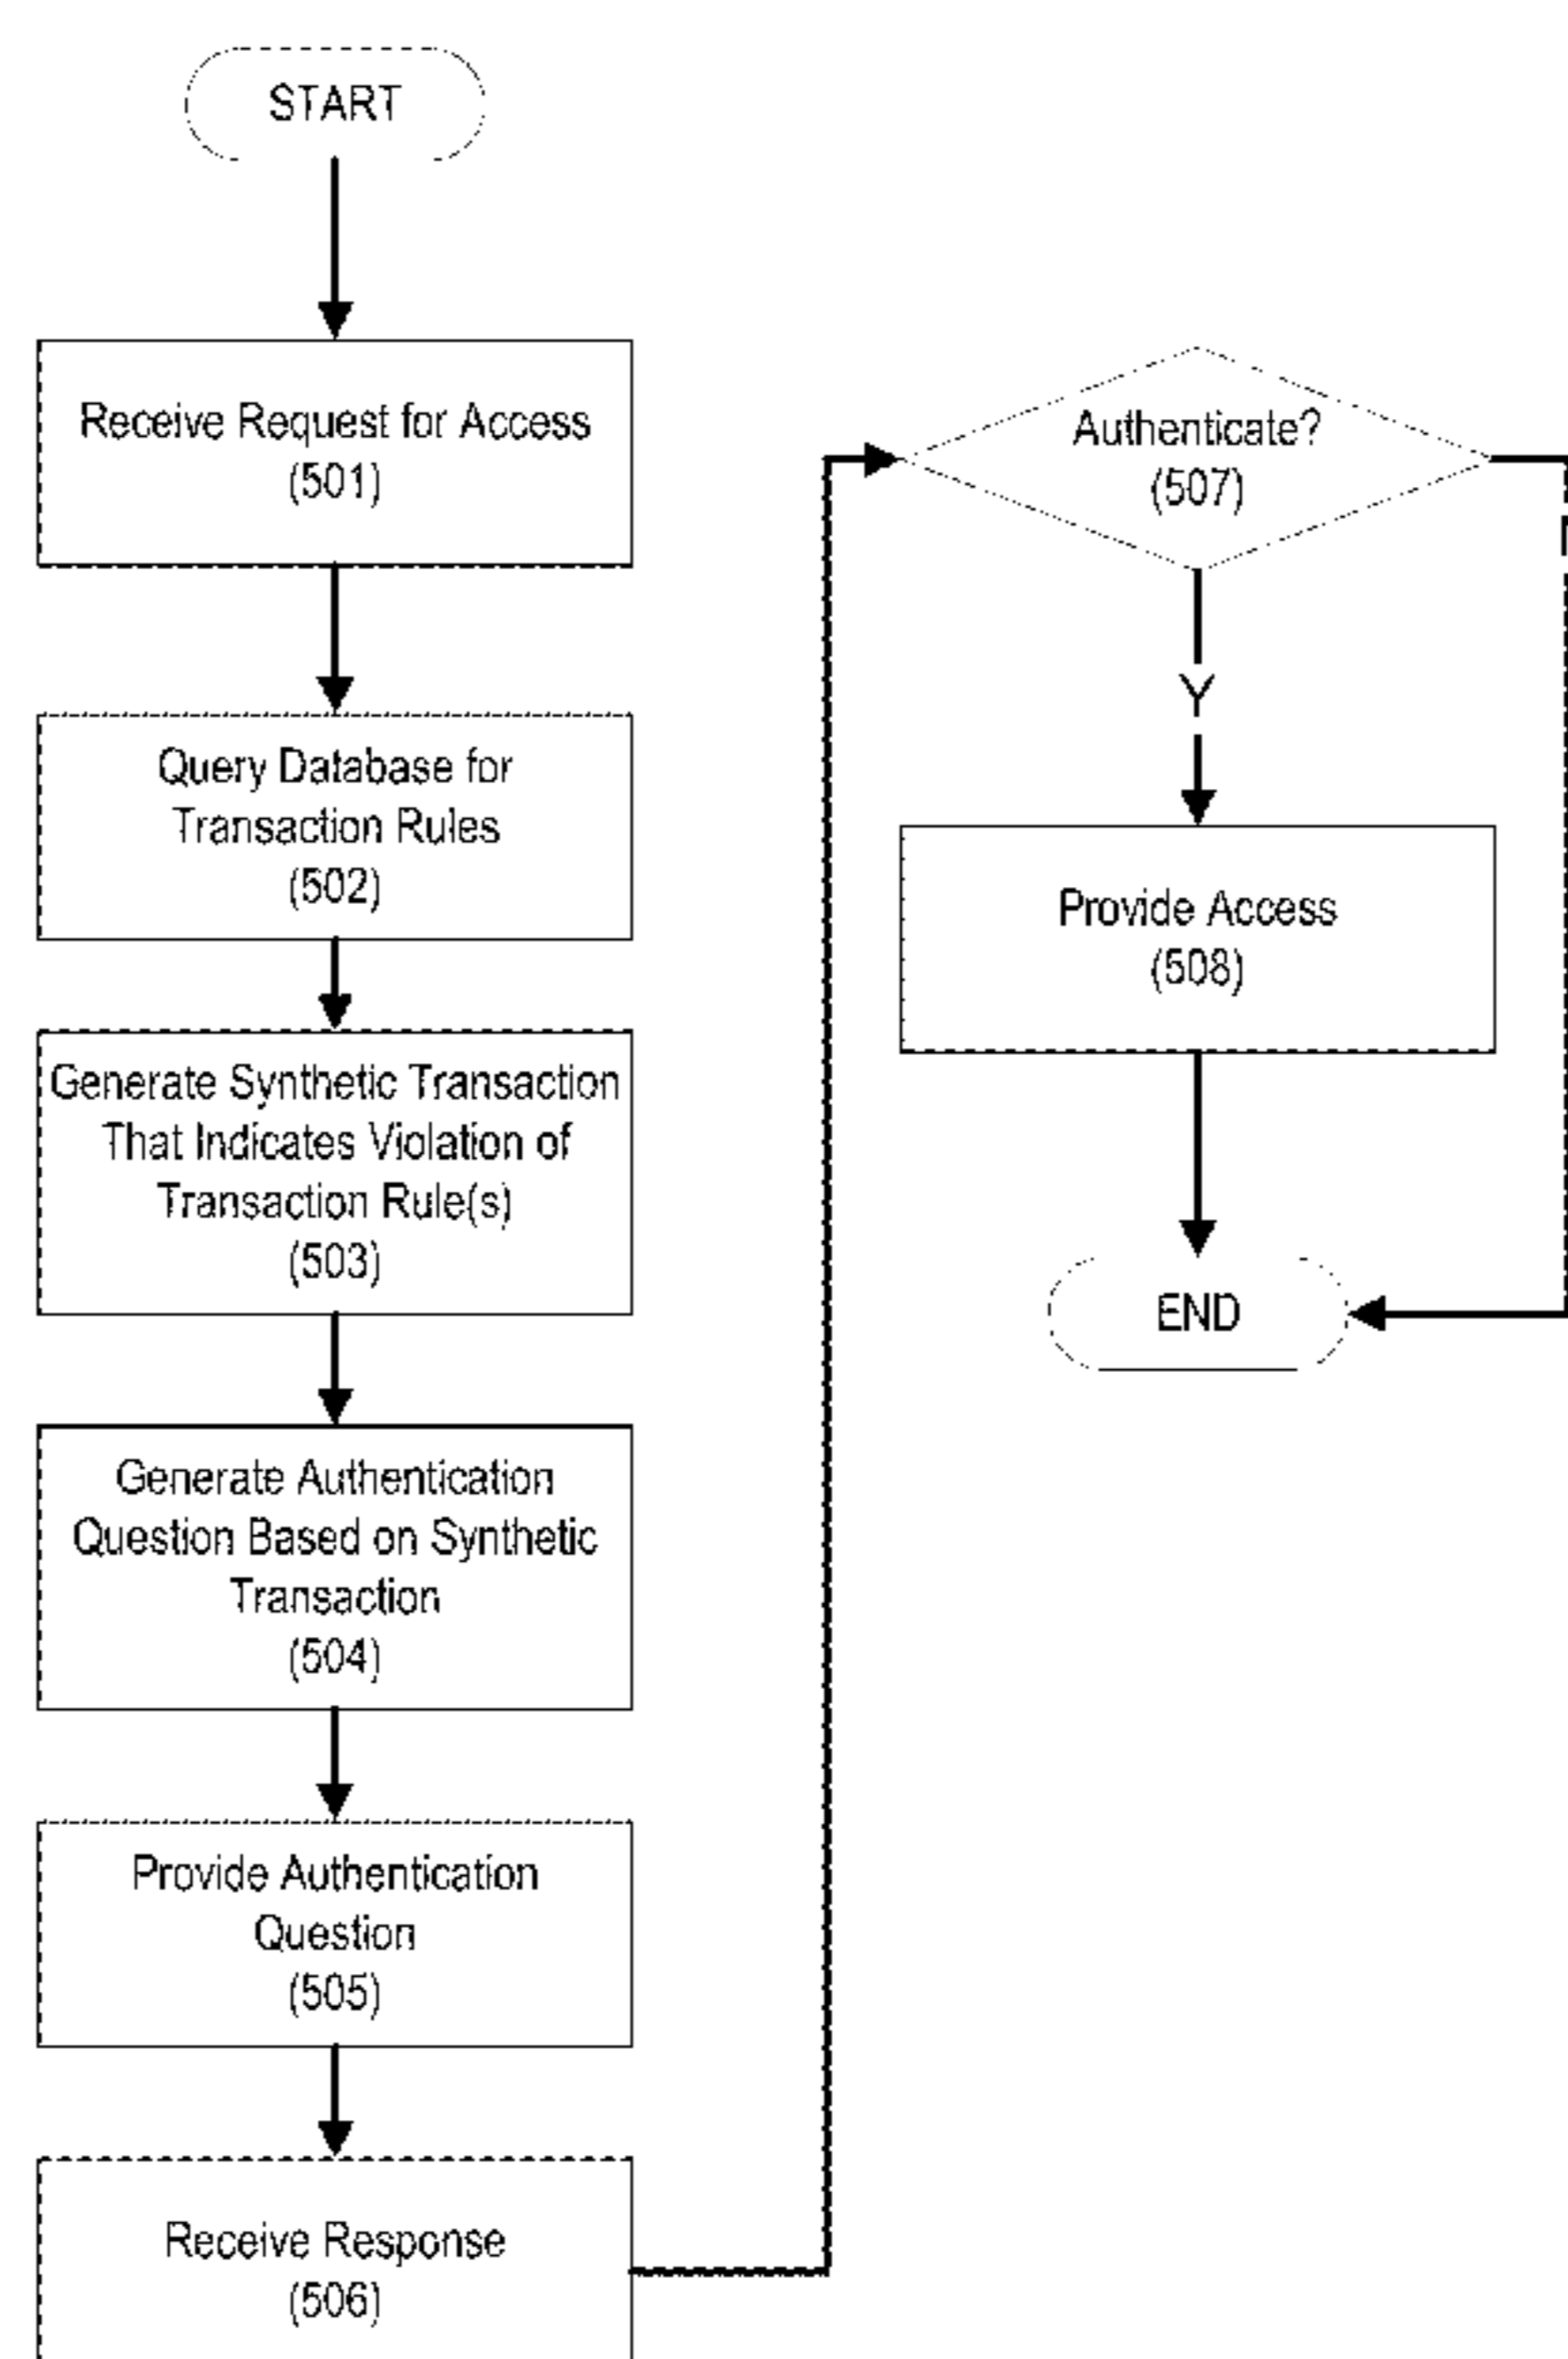 START
Receive Request for Access
(501)
Query Database for
Transaction Rules
(502)
Generate Synthetic Transaction
That Indicates Violation of
Transaction Rule(s)
(503)
Generate Authentication
Question Based on Synthetic
Transaction
(504)
Provide Authentication
Question
(505)
Receive Response
(506)
Authenticate?
(507)
Y
Provide Access
(508)
END